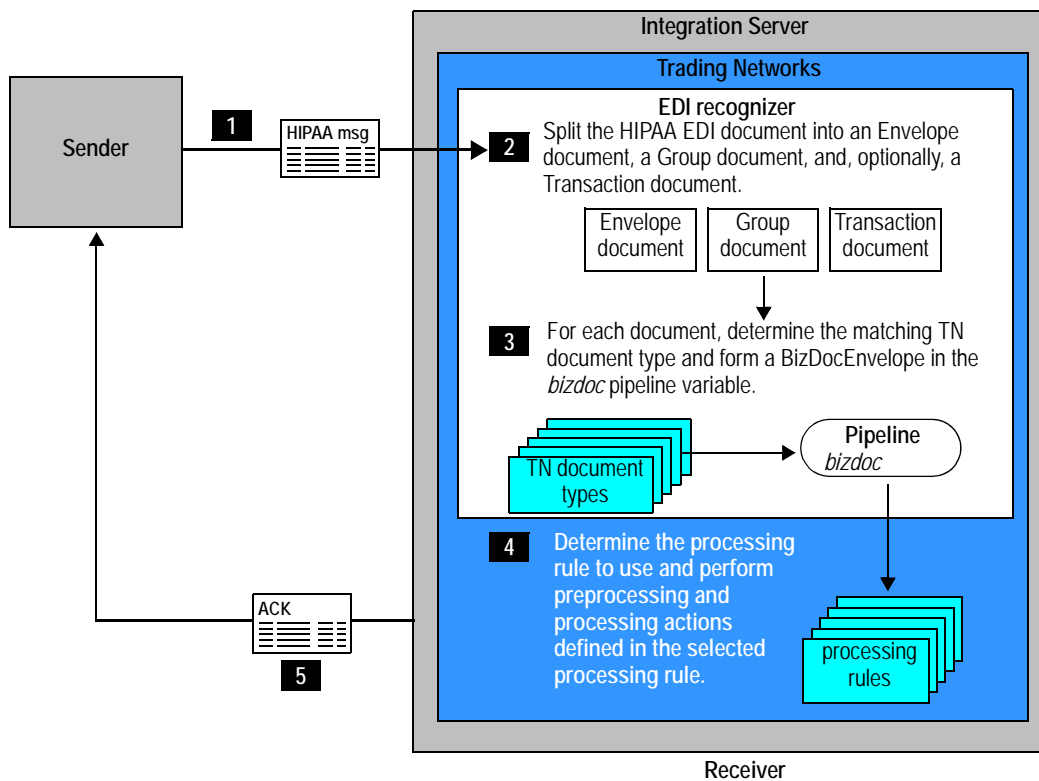 Integration Server
Trading Networks
EDI recognizer
Sender
1
HIPAA msg
2
Split the HIPAA EDI document into an Envelope
document, a Group document, and, optionally, a
Transaction document.
Envelope
document
Group
document
Transaction
document
3
For each document, determine the matching TN
document type and form a BizDocEnvelope in the
bizdoc pipeline variable.
TN document
types
Pipeline
bizdoc
4
Determine the processing
rule to use and perform
preprocessing and
processing actions
defined in the selected
processing rule.
processing
rules
ACK
5
Receiver